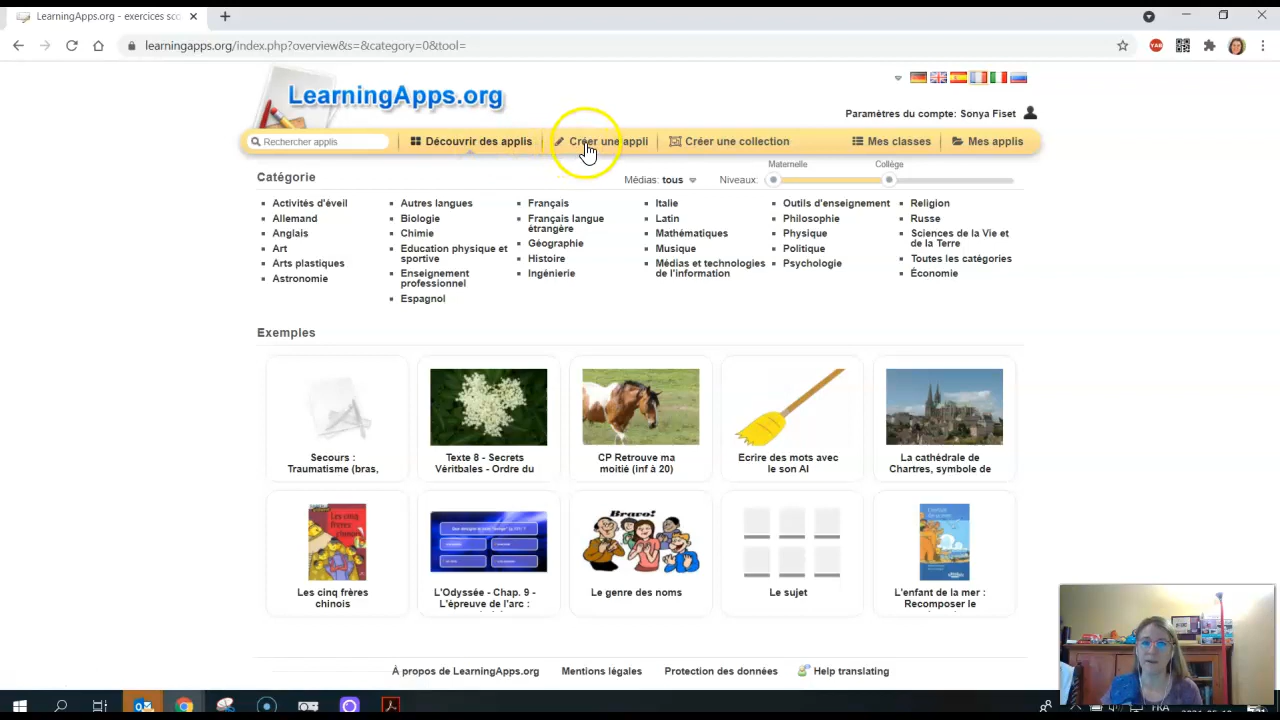 LearningApps.org - exercices sco
learningapps.org/index.php?overview&s=&category=0&tool=
LearningApps.org
Paramètres du compte: Sonya Fiset
Rechercher applis
Découvrir des applis
Créer une appli
Créer une collection
Mes classes
Mes applis
Catégorie
Médias: tous
Niveaux:
Maternelle
Collège
Activités d'éveil
Allemand
Anglais
Art
Arts plastiques
Astronomie
Autres langues
Biologie
Chimie
Education physique et
sportive
Enseignement
professionnel
Espagnol
Français
Français langue
étrangère
Géographie
Histoire
Ingénierie
Italie
Latin
Mathématiques
Musique
Médias et technologies
de l'information
Outils d'enseignement
Philosophie
Physique
Politique
Psychologie
Religion
Russe
Sciences de la Vie et
de la Terre
Toutes les catégories
Économie
Exemples
Secours :
Traumatisme (bras,
Texte 8 - Secrets
Véritbales - Ordre du
CP Retrouve ma
moitié (inf à 20)
Ecrire des mots avec
le son AI
La cathédrale de
Chartres, symbole de
Les cinq frères
chinois
Bravo!
Les cinq frères
chinois
L'Odyssée - Chap. 9 -
L'épreuve de l'arc :
Le genre des noms
Le sujet
L'enfant de la mer :
Recomposer le
À propos de LearningApps.org
Mentions légales
Protection des données
Help translating
FRA